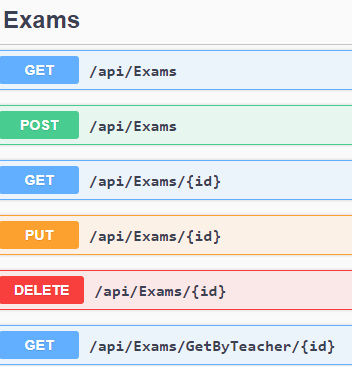 Exams
GET /api/Exams
POST /api/Exams
GET /api/Exams/{id}
PUT /api/Exams/{id}
DELETE /api/Exams/{id}
GET /api/Exams/GetByTeacher/{id}